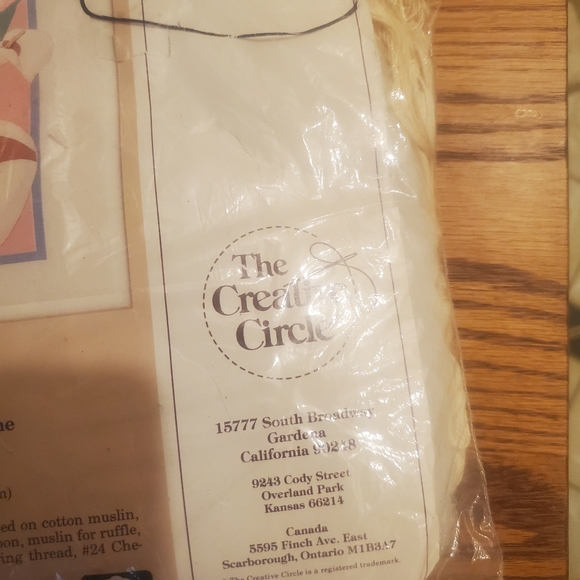 The
Creative
Circle
15777 South Broadway
Gardena
California 90248
9243 Cody Street
Overland Park
Kansas 66214
Canada
5595 Finch Ave. East
Scarborough, Ontario M1B3A7
The Creative Circle is a registered trademark.
ed on cotton muslin,
muslin for ruffle,
thread, #24 Che-